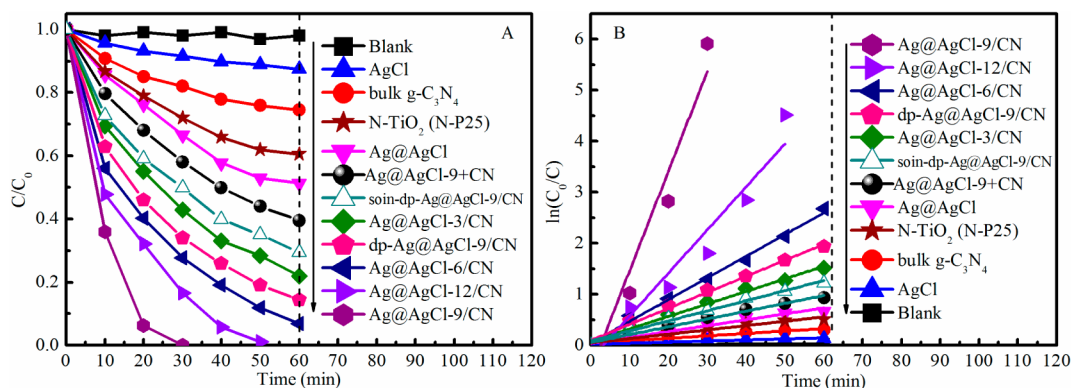 A
C/C0
1.0
0.8
0.6
0.4
0.2
0.0
0 10 20 30 40 50 60 70 80 90 100 110 120
Time (min)
Blank
AgCl
bulk g-C3N4
N-TiO2 (N-P25)
Ag@AgCl
Ag@AgCl-9+CN
soin-dp-Ag@AgCl-9/CN
Ag@AgCl-3/CN
dp-Ag@AgCl-9/CN
Ag@AgCl-6/CN
Ag@AgCl-12/CN
Ag@AgCl-9/CN
B
ln(C0/C)
6
5
4
3
2
1
0
0 10 20 30 40 50 60 70 80 90 100 110 120
Time (min)
Ag@AgCl-9/CN
Ag@AgCl-12/CN
Ag@AgCl-6/CN
dp-Ag@AgCl-9/CN
Ag@AgCl-3/CN
soin-dp-Ag@AgCl-9/CN
Ag@AgCl-9+CN
Ag@AgCl
N-TiO2 (N-P25)
bulk g-C3N4
AgCl
Blank